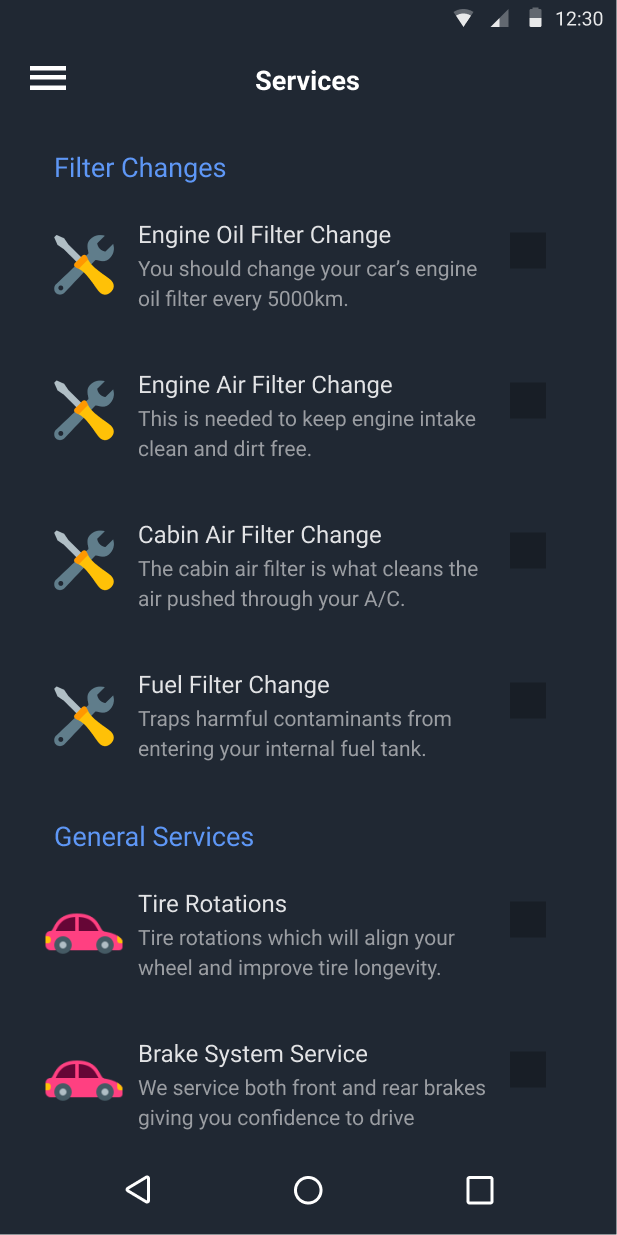 12:30
Services
Filter Changes
Engine Oil Filter Change
You should change your car’s engine
oil filter every 5000km.
Engine Air Filter Change
This is needed to keep engine intake
clean and dirt free.
Cabin Air Filter Change
The cabin air filter is what cleans the
air pushed through your A/C.
Fuel Filter Change
Traps harmful contaminants from
entering your internal fuel tank.
General Services
Tire Rotations
Tire rotations which will align your
wheel and improve tire longevity.
Brake System Service
We service both front and rear brakes
giving you confidence to drive